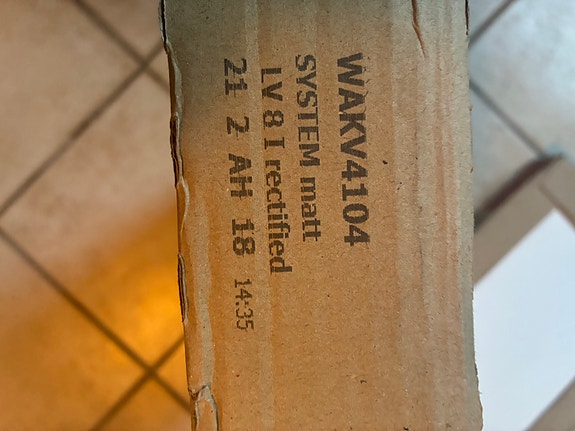 WAKV4104
SYSTEM matt
LV 8 I rectified
21 2 AH 18 14:35